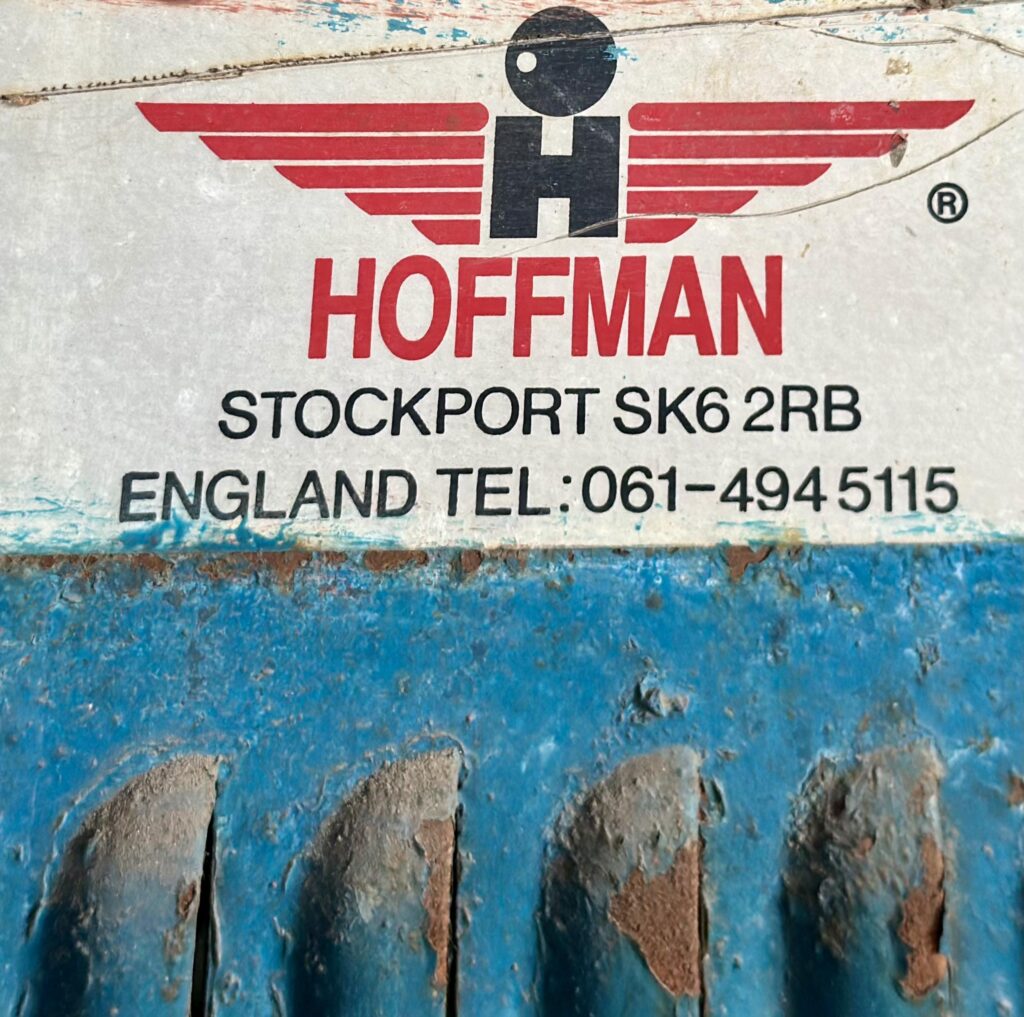 H
®
HOFFMAN
STOCKPORT SK6 2RB
ENGLAND TEL:061-494 5115